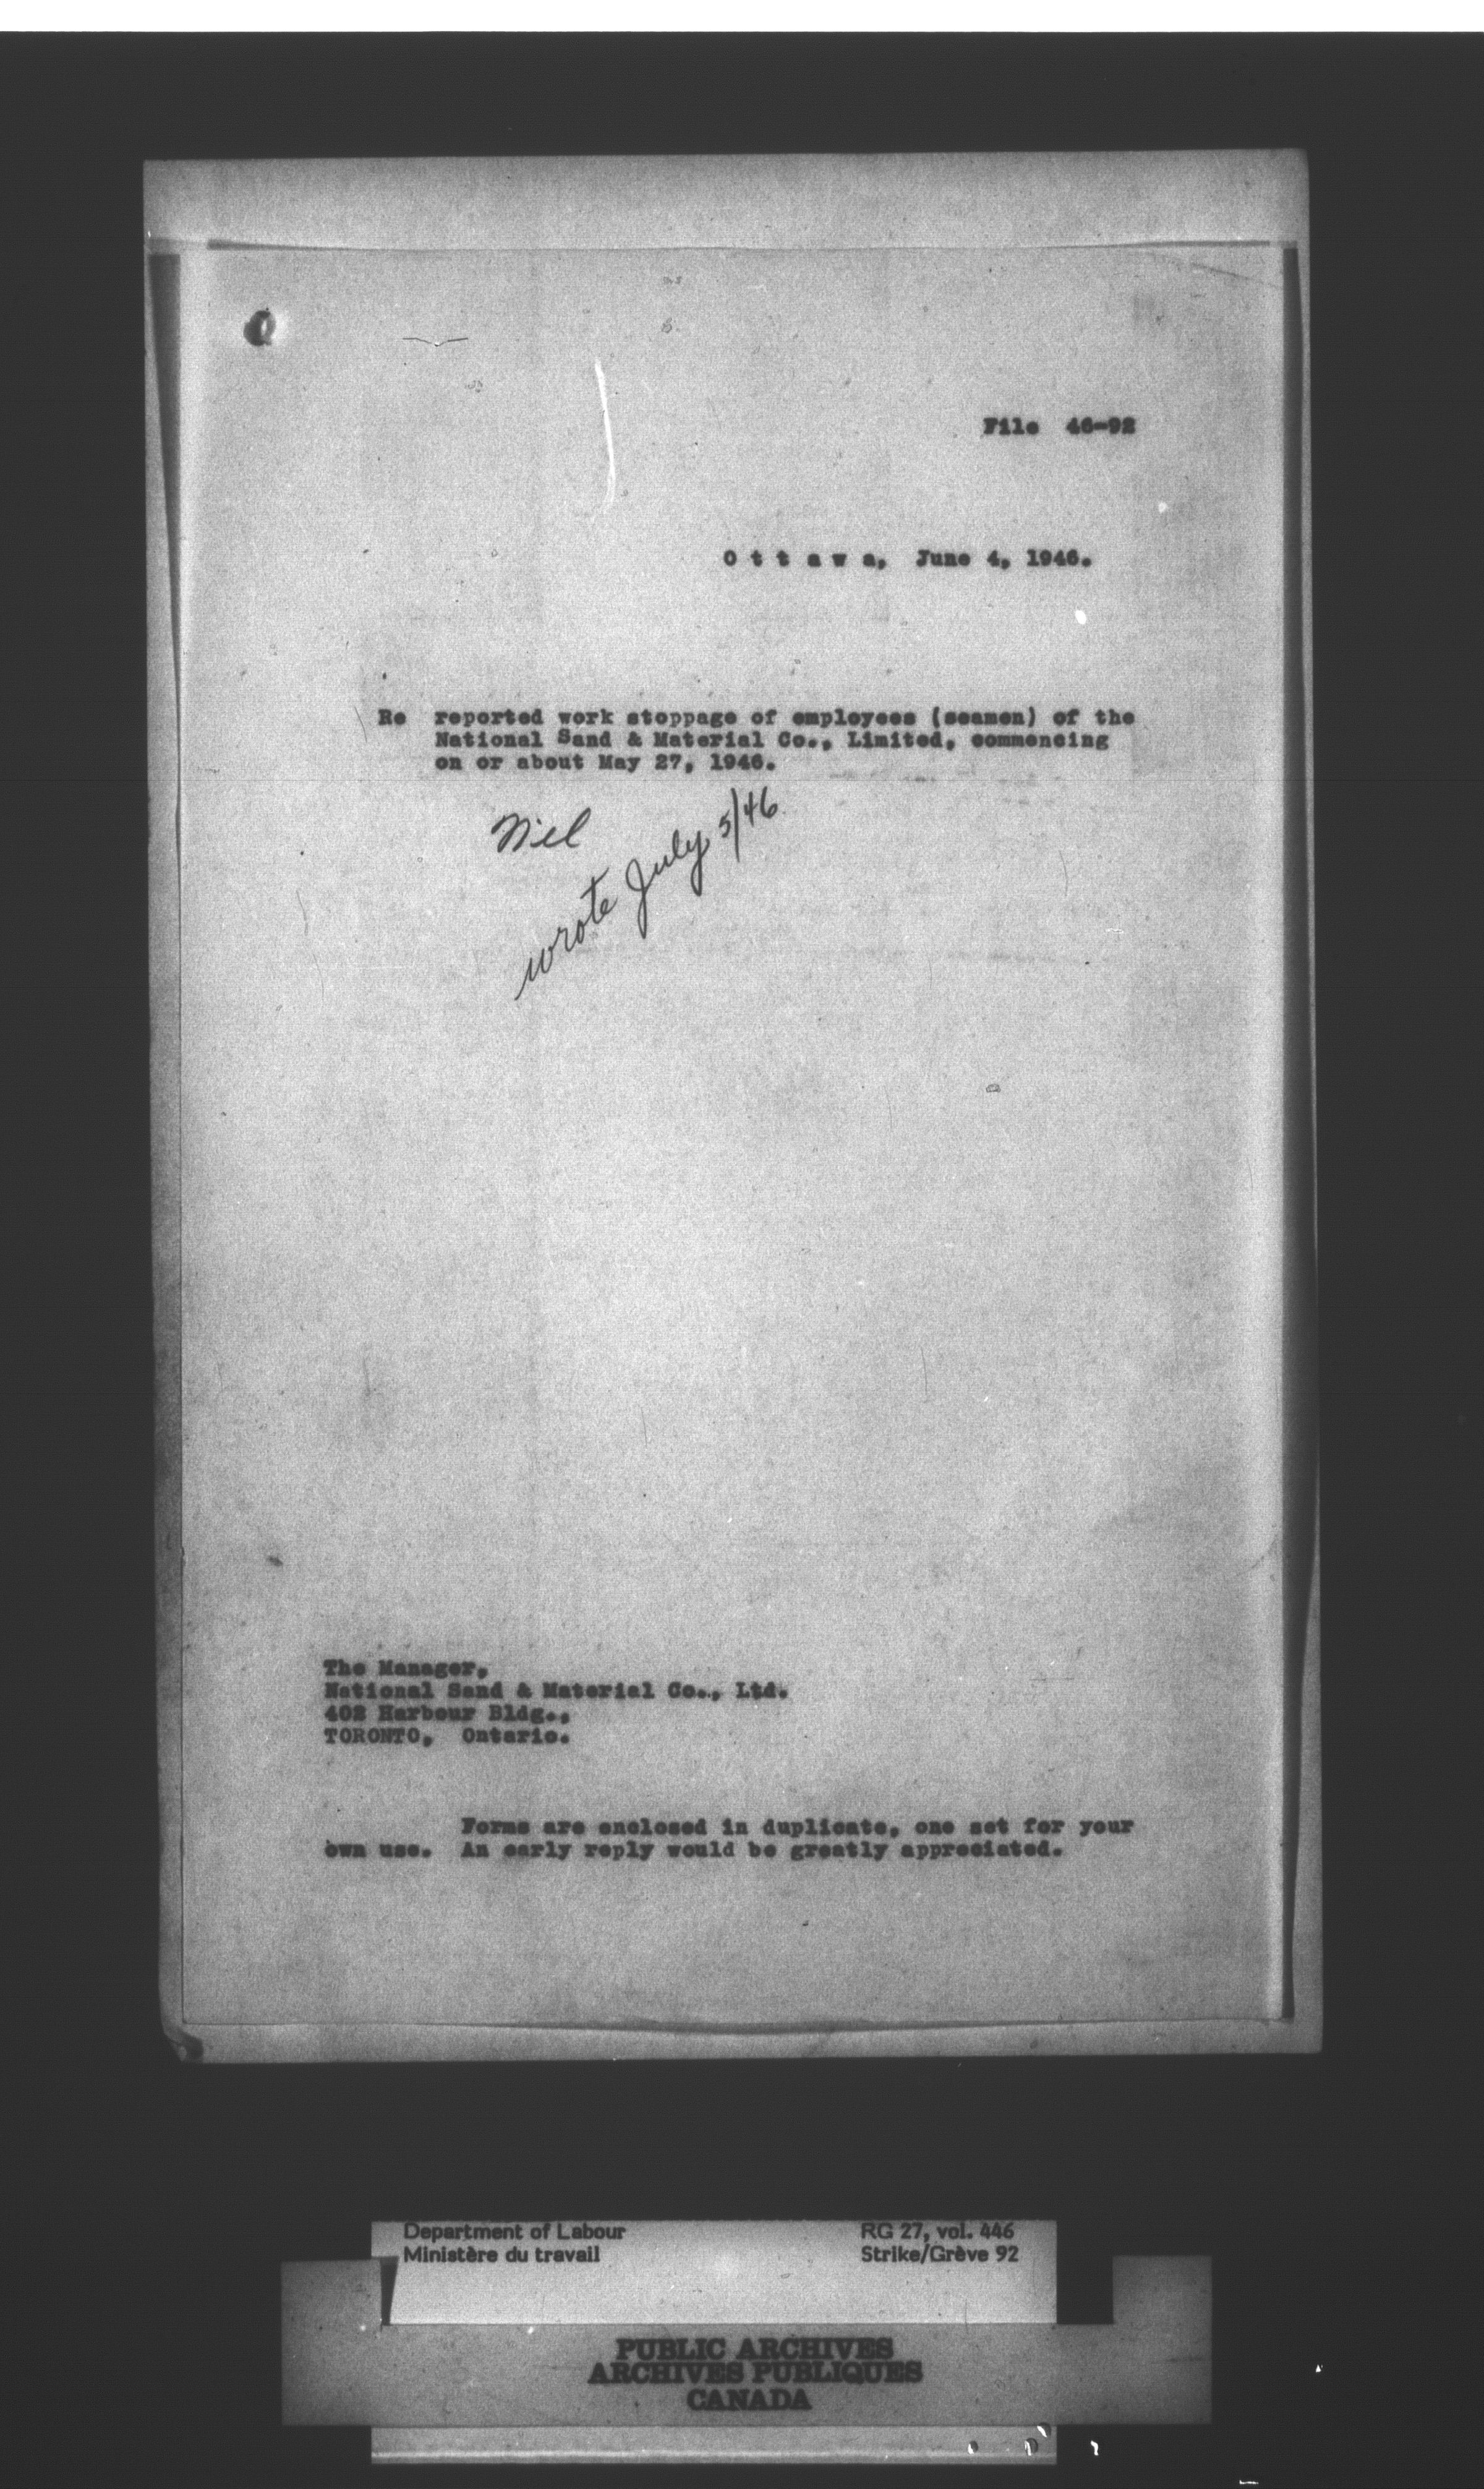 File 46-92
Ottawa, June 4, 1946.
Re reported work stoppage of employees (seamen) of the
National Sand & Material Co., Limited, commencing
on or about May 27, 1946.
Nil
wrote July 5/46
The Manager,
National Sand & Material Co., Ltd.
402 Harbour Bldg.,
TORONTO, Ontario.
Forms are enclosed in duplicate, one set for your
own use. An early reply would be greatly appreciated.
Department of Labour
Ministère du travail
RG 27, vol. 446
Strike/Grève 92
PUBLIC ARCHIVES
ARCHIVES PUBLIQUES
CANADA